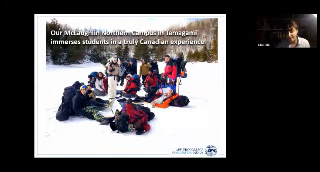 Our McLaughlin Northern Campus in Temagami
immerses students in a truly Canadian experience